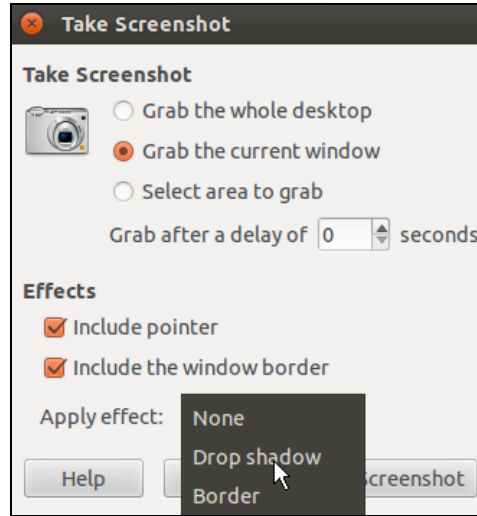 Take Screenshot
Take Screenshot
Grab the whole desktop
Grab the current window
Select area to grab
Grab after a delay of 0 seconds
Effects
Include pointer
Include the window border
Apply effect:
None
Drop shadow
Border
Help
Screenshot